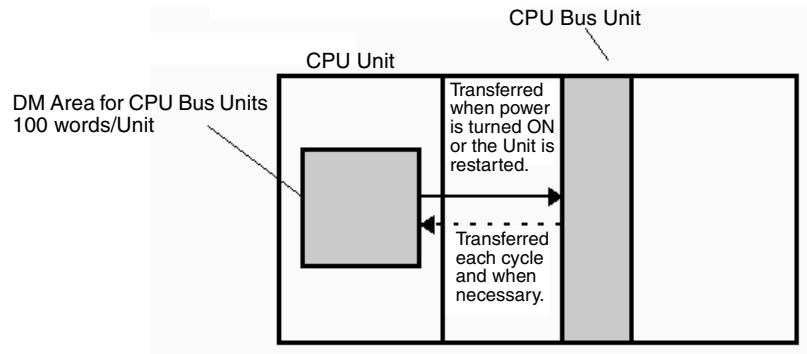 CPU Bus Unit
CPU Unit
DM Area for CPU Bus Units
100 words/Unit
Transferred
when power
is turned ON
or the Unit is
restarted.
Transferred
each cycle
and when
necessary.